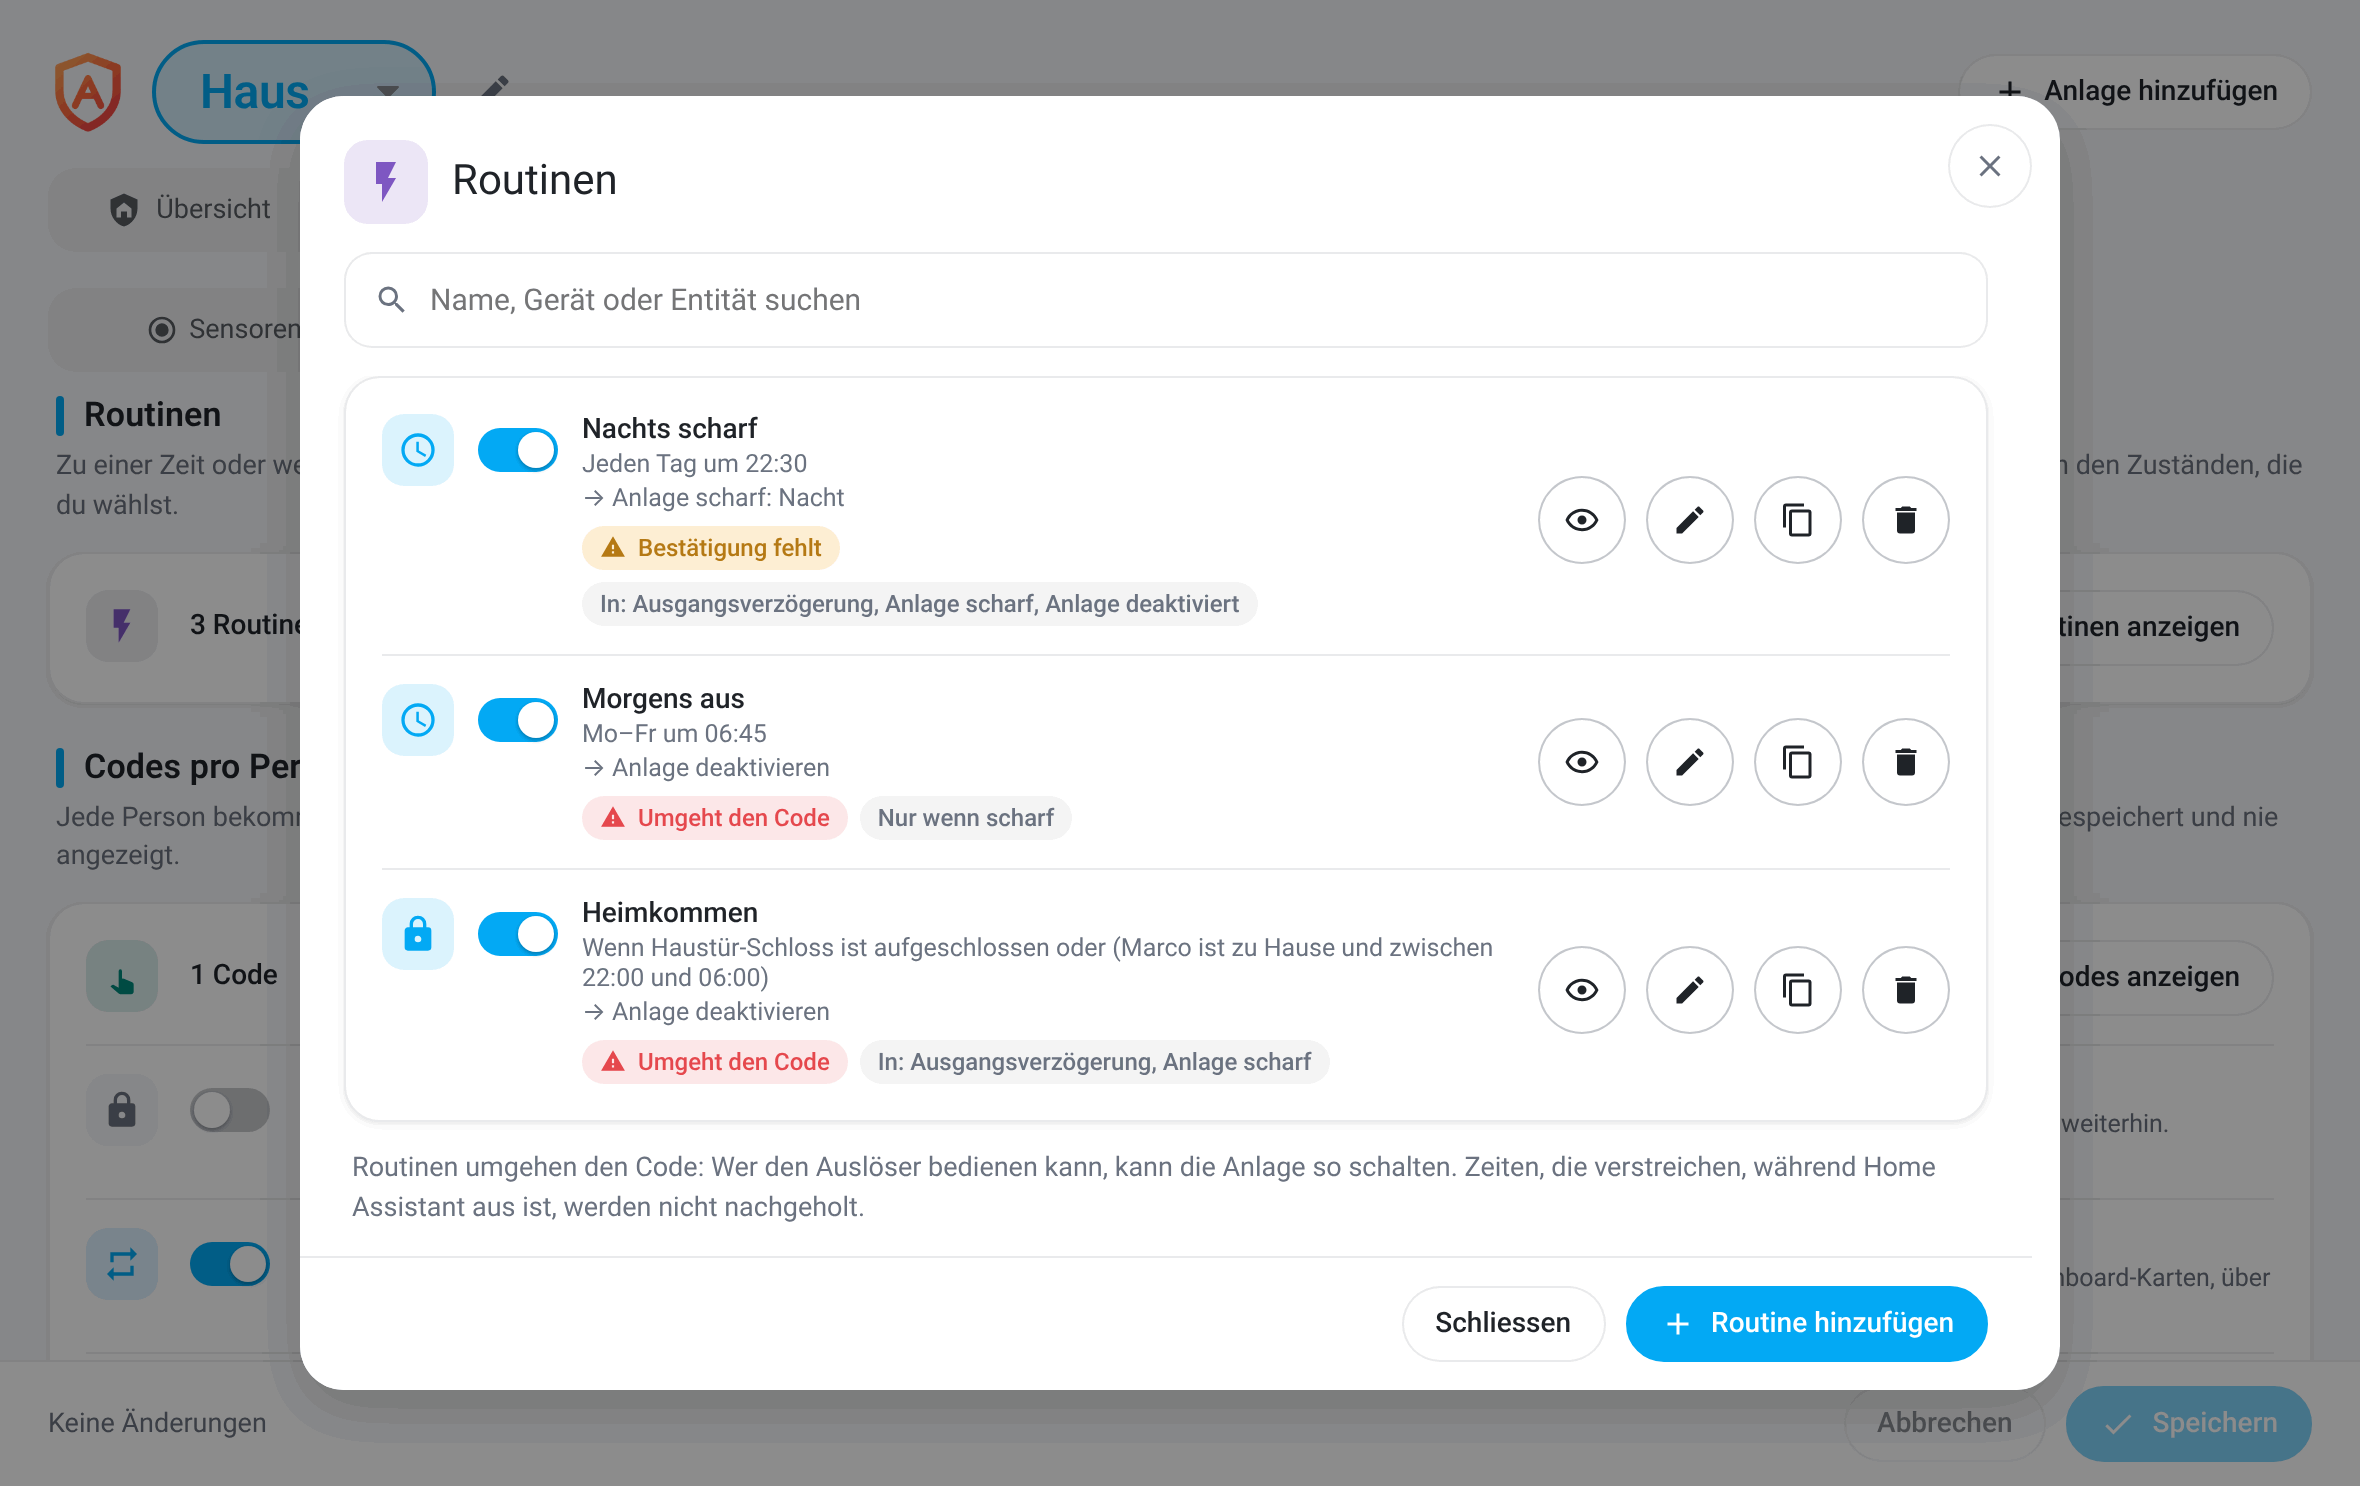 Haus
Anlage hinzufügen
Übersicht
Sensoren
Routinen
Zu einer Zeit oder we
n den Zuständen, die
du wählst.
3 Routine
tinen anzeigen
Codes pro Per
Jede Person bekomm
espeichert und nie
angezeigt.
1 Code
odes anzeigen
weiterhin.
board-Karten, über
Keine Änderungen
Abbrechen
Speichern
Routinen
Name, Gerät oder Entität suchen
Nachts scharf
Jeden Tag um 22:30
→ Anlage scharf: Nacht
Bestätigung fehlt
In: Ausgangsverzögerung, Anlage scharf, Anlage deaktiviert
Morgens aus
Mo–Fr um 06:45
→ Anlage deaktivieren
Umgeht den Code
Nur wenn scharf
Heimkommen
Wenn Haustür-Schloss ist aufgeschlossen oder (Marco ist zu Hause und zwischen
22:00 und 06:00)
→ Anlage deaktivieren
Umgeht den Code
In: Ausgangsverzögerung, Anlage scharf
Routinen umgehen den Code: Wer den Auslöser bedienen kann, kann die Anlage so schalten. Zeiten, die verstreichen, während Home
Assistant aus ist, werden nicht nachgeholt.
Schliessen
Routine hinzufügen